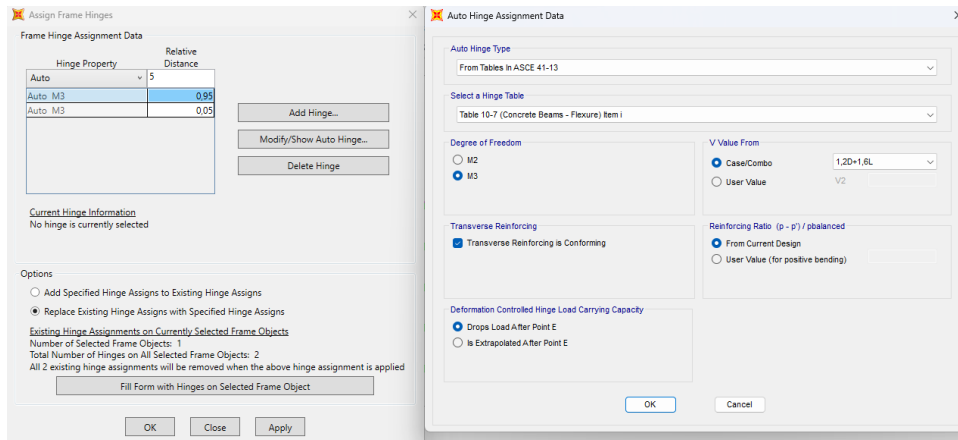 Assign Frame Hinges
Frame Hinge Assignment Data
Hinge Property
Relative
Distance
Auto
5
Auto M3
0,95
Auto M3
0,05
Add Hinge...
Modify/Show Auto Hinge...
Delete Hinge
Current Hinge Information
No hinge is currently selected
Options
Add Specified Hinge Assigns to Existing Hinge Assigns
Replace Existing Hinge Assigns with Specified Hinge Assigns
Existing Hinge Assignments on Currently Selected Frame Objects
Number of Selected Frame Objects: 1
Total Number of Hinges on All Selected Frame Objects: 2
All 2 existing hinge assignments will be removed when the above hinge assignment is applied
Fill Form with Hinges on Selected Frame Object
OK
Close
Apply
Auto Hinge Assignment Data
Auto Hinge Type
From Tables In ASCE 41-13
Select a Hinge Table
Table 10-7 (Concrete Beams - Flexure) Item i
Degree of Freedom
M2
M3
V Value From
Case/Combo
1,2D+1,6L
User Value
V2
Transverse Reinforcing
Transverse Reinforcing is Conforming
Reinforcing Ratio (p - p') / pbalanced
From Current Design
User Value (for positive bending)
Deformation Controlled Hinge Load Carrying Capacity
Drops Load After Point E
Is Extrapolated After Point E
OK
Cancel